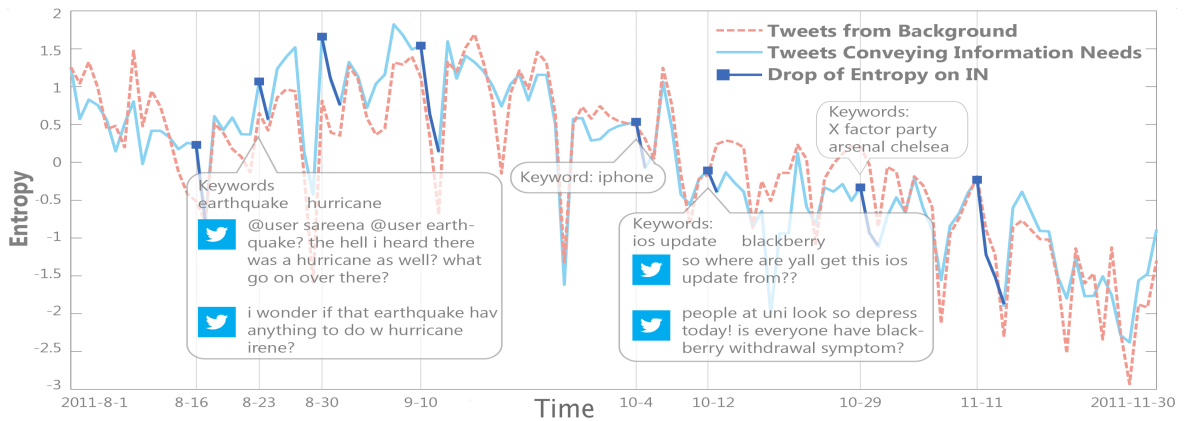 Entropy
2
1.5
1
0.5
0
-0.5
-1
-1.5
-2
2.5
-3
Tweets from Background
Tweets Conveying Information Needs
Drop of Entropy on IN
Keywords:
X factor party
arsenal chelsea
Keyword: iphone
Keywords
earthquake hurricane
@user sareena @user earth-
quake? the hell i heard there
was a hurricane as well? what
go on over there?
i wonder if that earthquake hav
anything to do w hurricane
irene?
Keywords:
ios update blackberry
so where are yall get this ios
update from??
people at uni look so depress
today! is everyone have black-
berry withdrawal symptom?
2011-8-1
8-16
8-23
8-30
9-10
10-4
10-12
10-29
11-11
2011-11-30
Time